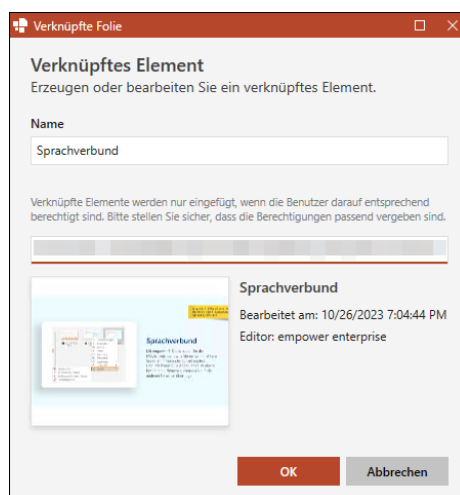 Verknüpfte Folie
Verknüpftes Element
Erzeugen oder bearbeiten Sie ein verknüpftes Element.
Name
Sprachverbund
Verknüpfte Elemente werden nur eingefügt, wenn die Benutzer darauf entsprechend
berechtigt sind. Bitte stellen Sie sicher, dass die Berechtigungen passend vergeben sind.
Sprachverbund
Sprachverbund
Bearbeitet am: 10/26/2023 7:04:44 PM
Editor: empower enterprise
OK
Abbrechen